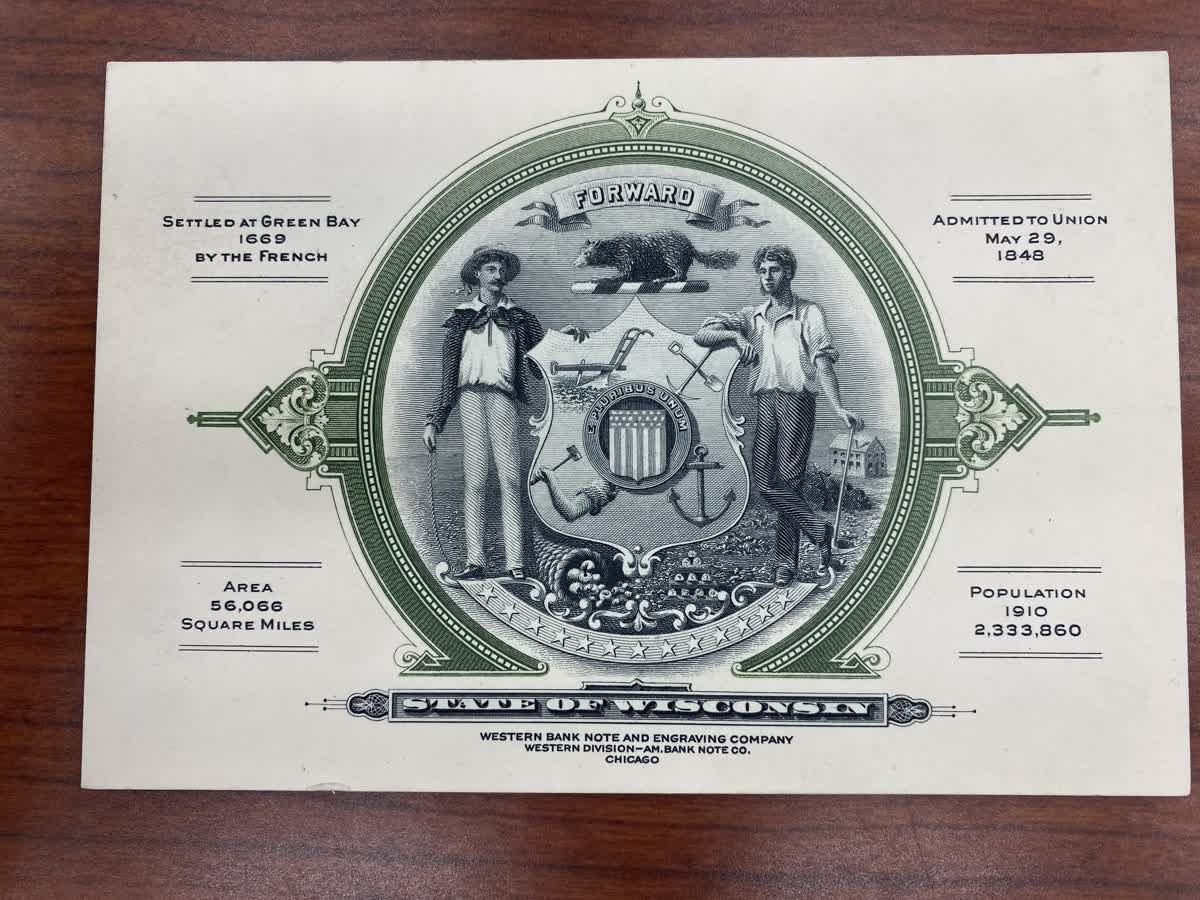 FORWARD
SETTLED AT GREEN BAY
1669
BY THE FRENCH
ADMITTED TO UNION
MAY 29,
1848
E PLURIBUS UNUM
AREA
56,066
SQUARE MILES
POPULATION
1910
2,333,860
STATE OF WISCONSIN
WESTERN BANK NOTE AND ENGRAVING COMPANY
WESTERN DIVISION-AM. BANK NOTE CO.
CHICAGO